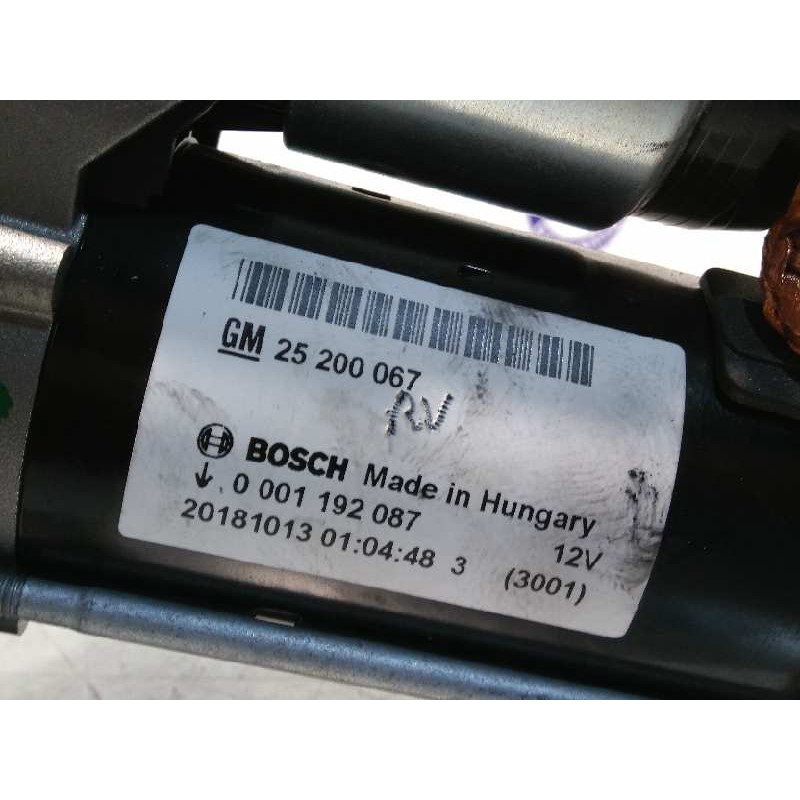 GM 25 200 067
RV
BOSCH Made in Hungary
↓. 0 001 192 087 12V
20181013 01:04:48 3 (3001)